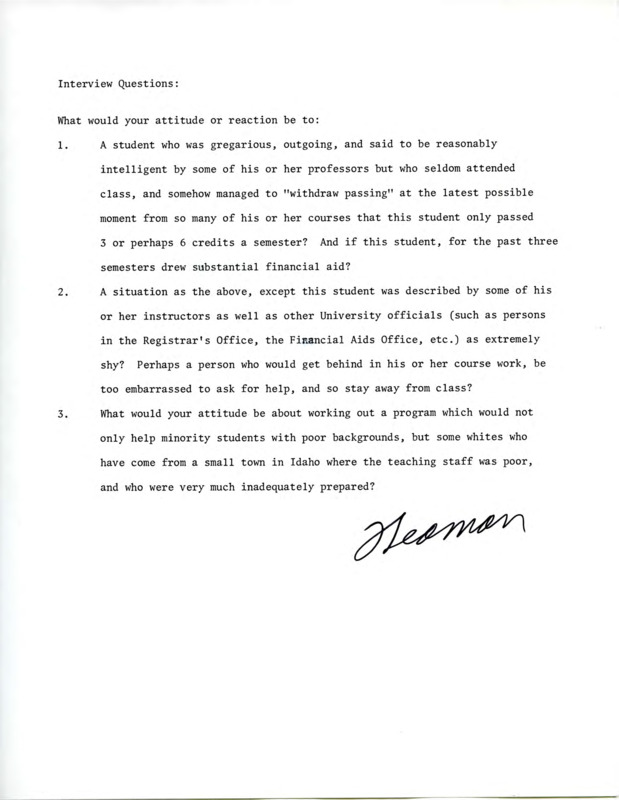 Interview Questions:
What would your attitude or reaction be to:
1. A student who was gregarious, outgoing, and said to be reasonably
intelligent by some of his or her professors but who seldom attended
class, and somehow managed to "withdraw passing" at the latest possible
moment from so many of his or her courses that this student only passed
3 or perhaps 6 credits a semester? And if this student, for the past three
semesters drew substantial financial aid?
2. A situation as the above, except this student was described by some of his
or her instructors as well as other University officials (such as persons
in the Registrar's Office, the Financial Aids Office, etc.) as extremely
shy? Perhaps a person who would get behind in his or her course work, be
too embarrassed to ask for help, and so stay away from class?
3. What would your attitude be about working out a program which would not
only help minority students with poor backgrounds, but some whites who
have come from a small town in Idaho where the teaching staff was poor,
and who were very much inadequately prepared?